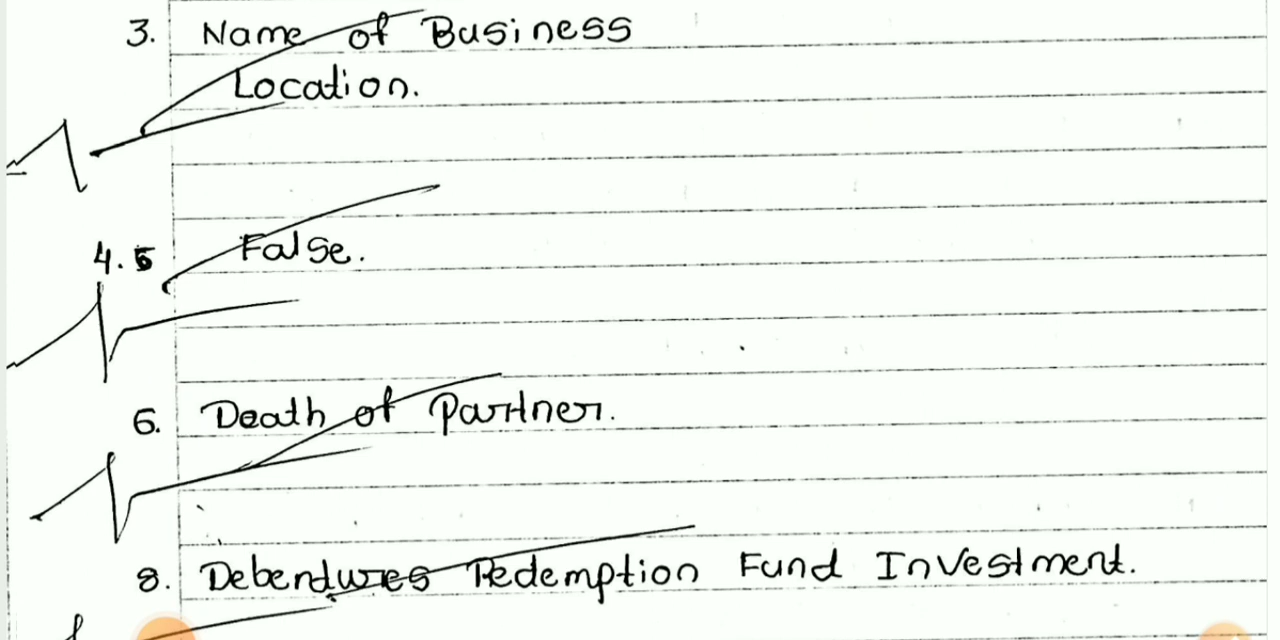 3. Name of Business
Location.
4. 5 False.
6. Death of Partner.
8. Debentures Redemption Fund Investment.